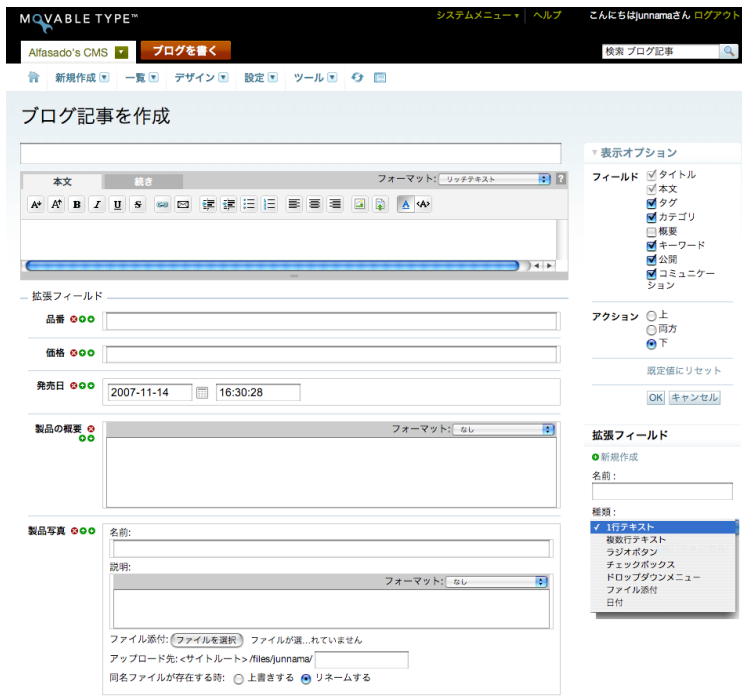 MOVABLE TYPE™
システムメニュー ヘルプ
こんにちはjunnamaさん ログアウト
Alfasado's CMS
ブログを書く
検索 ブログ記事
新規作成 一覧 デザイン 設定 ツール
ブログ記事を作成
本文 続き フォーマット: リッチテキスト ?
A+ A† B I U S A <A>
拡張フィールド
品番
価格
発売日 2007-11-14 16:30:28
製品の概要 フォーマット: なし
製品写真 名前:
説明:
フォーマット: なし
ファイル添付: ファイルを選択 ファイルが選...れていません
アップロード先: <サイトルート> /files/junnama/
同名ファイルが存在する時: 上書きする リネームする
表示オプション
フィールド タイトル
本文
タグ
カテゴリ
概要
キーワード
公開
コミュニケー
ション
アクション 上
両方
下
既定値にリセット
OK キャンセル
拡張フィールド
新規作成
名前 :
種類 :
✓ 1行テキスト
複数行テキスト
ラジオボタン
チェックボックス
ドロップダウンメニュー
ファイル添付
日付